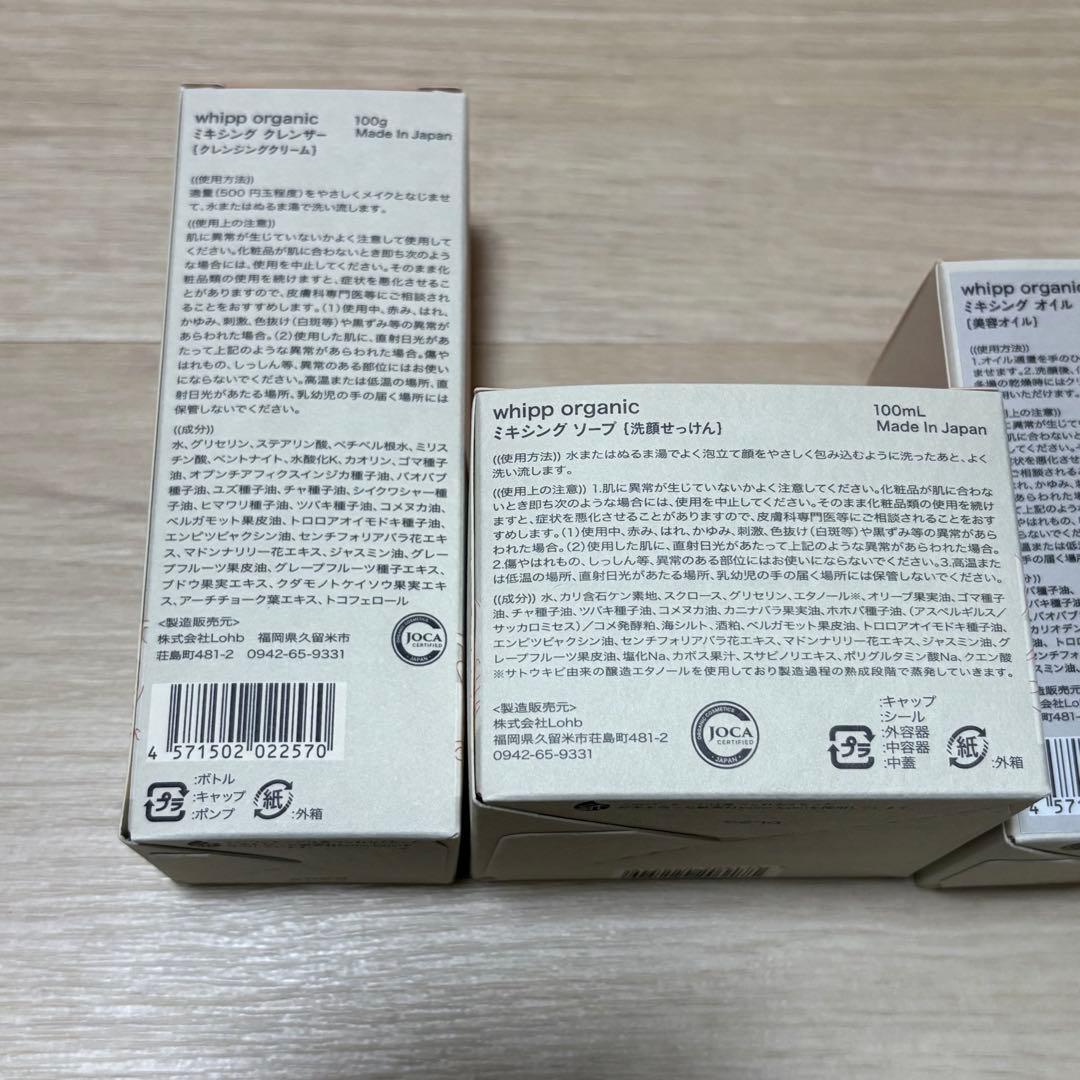 whipp organic
100g
ミキシング クレンザー
Made In Japan
{クレンジングクリーム}
((使用方法))
適量(500 円玉程度)をやさしくメイクとなじませ
て、水またはぬるま湯で洗い流します。
((使用上の注意))
肌に異常が生じていないかよく注意して使用して
ください。化粧品が肌に合わないとき即ち次のよう
な場合には、使用を中止してください。そのまま化
粧品類の使用を続けますと、症状を悪化させるこ
とがありますので、皮膚科専門医等にご相談され
ることをおすすめします。(1)使用中、赤み、はれ、
かゆみ、刺激、色抜け(白斑等)や黒ずみ等の異常が
あらわれた場合。(2)使用した肌に、直射日光があ
たって上記のような異常があらわれた場合。傷や
はれもの、しっしん等、異常のある部位にはお使い
にならないでください。高温または低温の場所、直
射日光があたる場所、乳幼児の手の届く場所には
保管しないでください。
((成分))
水、グリセリン、ステアリン酸、ベチベル根水、ミリス
チン酸、ベントナイト、水酸化K、カオリン、ゴマ種子
油、オプンチアフィクスインジカ種子油、バオバブ
種子油、ユズ種子油、チャ種子油、シイクワシャー種
子油、ヒマワリ種子油、ツバキ種子油、コメヌカ油、
ベルガモット果皮油、トロロアオイモドキ種子油、
エンピツビャクシン油、センチフォリアバラ花エキ
ス、マドンナリリー花エキス、ジャスミン油、グレー
プフルーツ果皮油、グレープフルーツ種子エキス、
ブドウ果実エキス、クダモノトケイソウ果実エキ
ス、アーチチョーク葉エキス、トコフェロール
<製造販売元>
株式会社Lohb 福岡県久留米市
荘島町481-2 0942-65-9331
JOCA
CERTIFIED
JAPAN
4 571502 022570
プラ
:ボトル
:キャップ
:ポンプ
紙
:外箱
whipp organic
100mL
ミキシング ソープ {洗顔せっけん}
Made In Japan
((使用方法)) 水またはぬるま湯でよく泡立て顔をやさしく包み込むように洗ったあと、よく
洗い流します。
((使用上の注意)) 1.肌に異常が生じていないかよく注意してください。化粧品が肌に合わな
いとき即ち次のような場合には、使用を中止してください。そのまま化粧品類の使用を続け
ますと、症状を悪化させることがありますので、皮膚科専門医等にご相談されることをおすす
めします。(1)使用中、赤み、はれ、かゆみ、刺激、色抜け(白斑等)や黒ずみ等の異常があらわ
れた場合。(2)使用した肌に、直射日光があたって上記のような異常があらわれた場合。
2.傷やはれもの、しっしん等、異常の部位にはお使いにならないでください。3.高温また
は低温の場所、直射日光があたる場所、乳幼児の手の届く場所には保管しないでください。
((成分)) 水、カリ含石ケン素地、スクロース、グリセリン、エタノール※、オリーブ果実油、ゴマ種子
油、チャ種子油、ツバキ種子油、コメヌカ油、カニナバラ果実油、ホホバ種子油、(アスペルギルス/
サッカロミセス)/コメ発酵粕、海シルト、酒粕、ベルガモット果皮油、トロロアオイモドキ種子油、
エンピツビャクシン油、センチフォリアバラ花エキス、マドンナリリー花エキス、ジャスミン油、グ
レープフルーツ果皮油、塩化Na、カボス果汁、スサビノリエキス、ポリグルタミン酸Na、クエン酸
※サトウキビ由来の醸造エタノールを使用しており製造過程の熟成段階で蒸発していきます。
<製造販売元>
株式会社Lohb
福岡県久留米市荘島町481-2
0942-65-9331
ORGANIC COSMETICS
JOCA
CERTIFIED
JAPAN
プラ
:キャップ
:シール
:外容器
:中容器
:中蓋
紙
:外箱
whipp organic
ミキシング オイル
{美容オイル}
((使用方法))
1.オイル適量を手のひ
ませます。2.洗顔後、